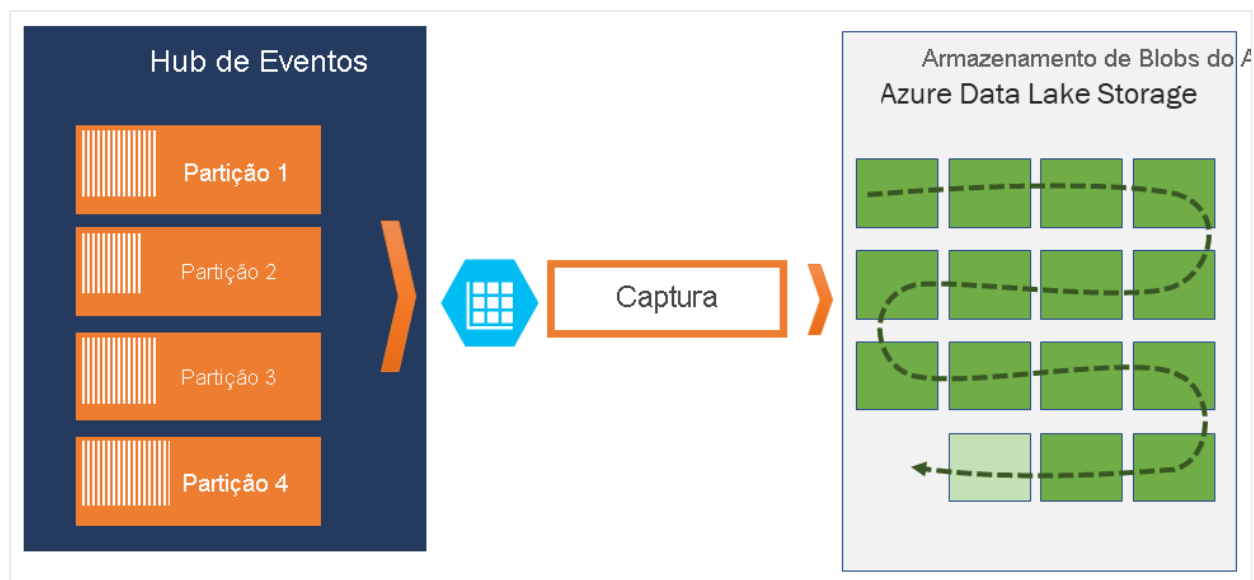 Hub de Eventos
Partição 1
Partição 2
Partição 3
Partição 4
Captura
Armazenamento de Blobs do
Azure Data Lake Storage